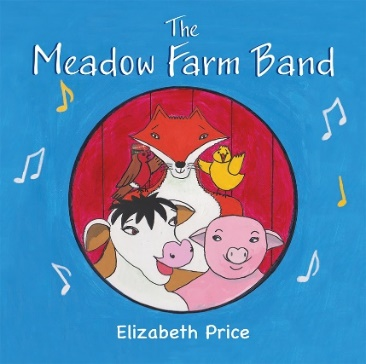 The
Meadow Farm Band
Elizabeth Price